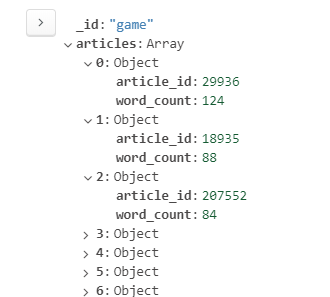 _id: "game"
articles: Array
0: Object
article_id: 29936
word_count: 124
1: Object
article_id: 18935
word_count: 88
2: Object
article_id: 207552
word_count: 84
3: Object
4: Object
5: Object
6: Object